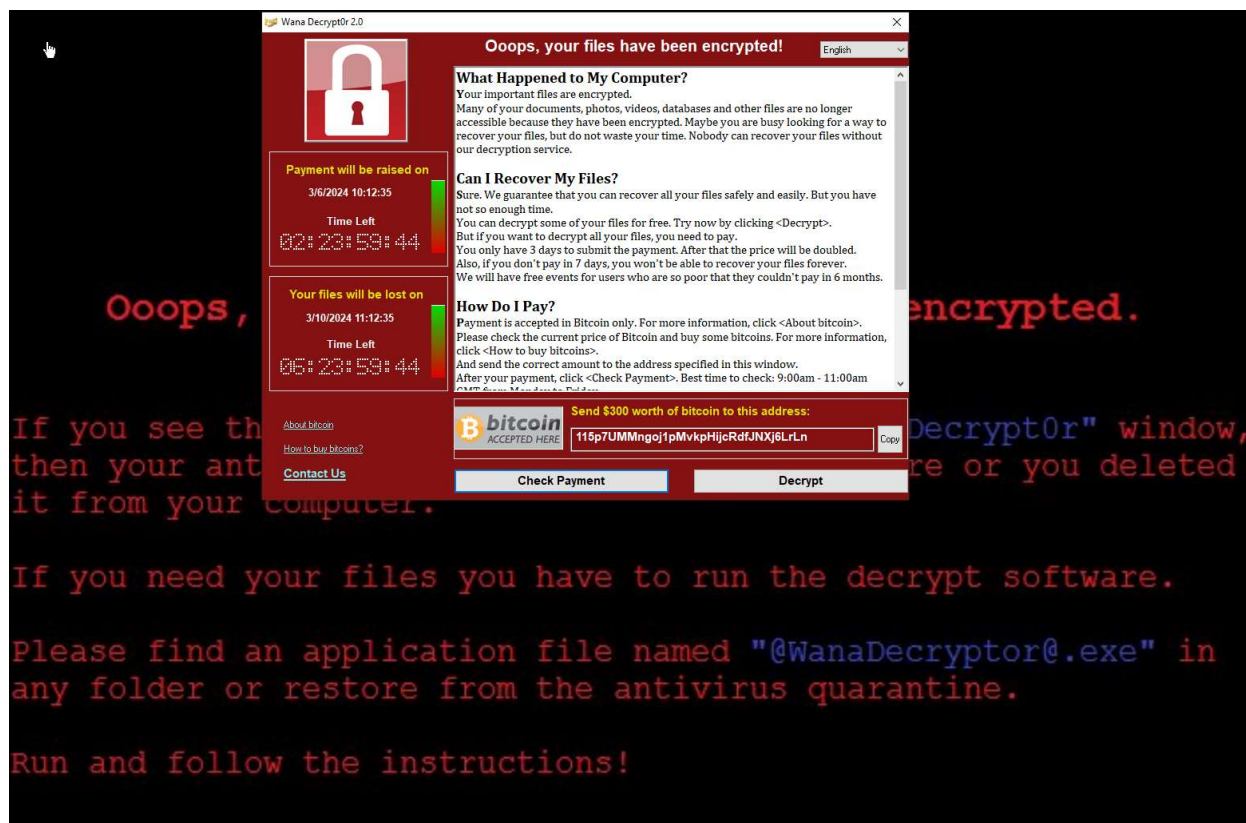 Wana Decrypt0r 2.0
Ooops, your files have been encrypted!
English
What Happened to My Computer?
Your important files are encrypted.
Many of your documents, photos, videos, databases and other files are no longer
accessible because they have been encrypted. Maybe you are busy looking for a way to
recover your files, but do not waste your time. Nobody can recover your files without
our decryption service.
Payment will be raised on
3/6/2024 10:12:35
Time Left
02:23:59:44
Can I Recover My Files?
Sure. We guarantee that you can recover all your files safely and easily. But you have
not so enough time.
You can decrypt some of your files for free. Try now by clicking <Decrypt>.
But if you want to decrypt all your files, you need to pay.
You only have 3 days to submit the payment. After that the price will be doubled.
Also, if you don't pay in 7 days, you won't be able to recover your files forever.
We will have free events for users who are so poor that they couldn't pay in 6 months.
Your files will be lost on
3/10/2024 11:12:35
Time Left
06:23:59:44
How Do I Pay?
Payment is accepted in Bitcoin only. For more information, click <About bitcoin>.
Please check the current price of Bitcoin and buy some bitcoins. For more information,
click <How to buy bitcoins>.
And send the correct amount to the address specified in this window.
After your payment, click <Check Payment>. Best time to check: 9:00am - 11:00am
GMT from Monday to Friday.
About bitcoin
How to buy bitcoins?
Contact Us
bitcoin
ACCEPTED HERE
Send $300 worth of bitcoin to this address:
115p7UMMngoj1pMvkpHijcRdfJNXj6LrLn
Copy
Check Payment
Decrypt
Ooops, encrypted.
If you see th Decrypt0r" window,
then your ant re or you deleted
it from your computer.
If you need your files you have to run the decrypt software.
Please find an application file named "@WanaDecryptor@.exe" in
any folder or restore from the antivirus quarantine.
Run and follow the instructions!